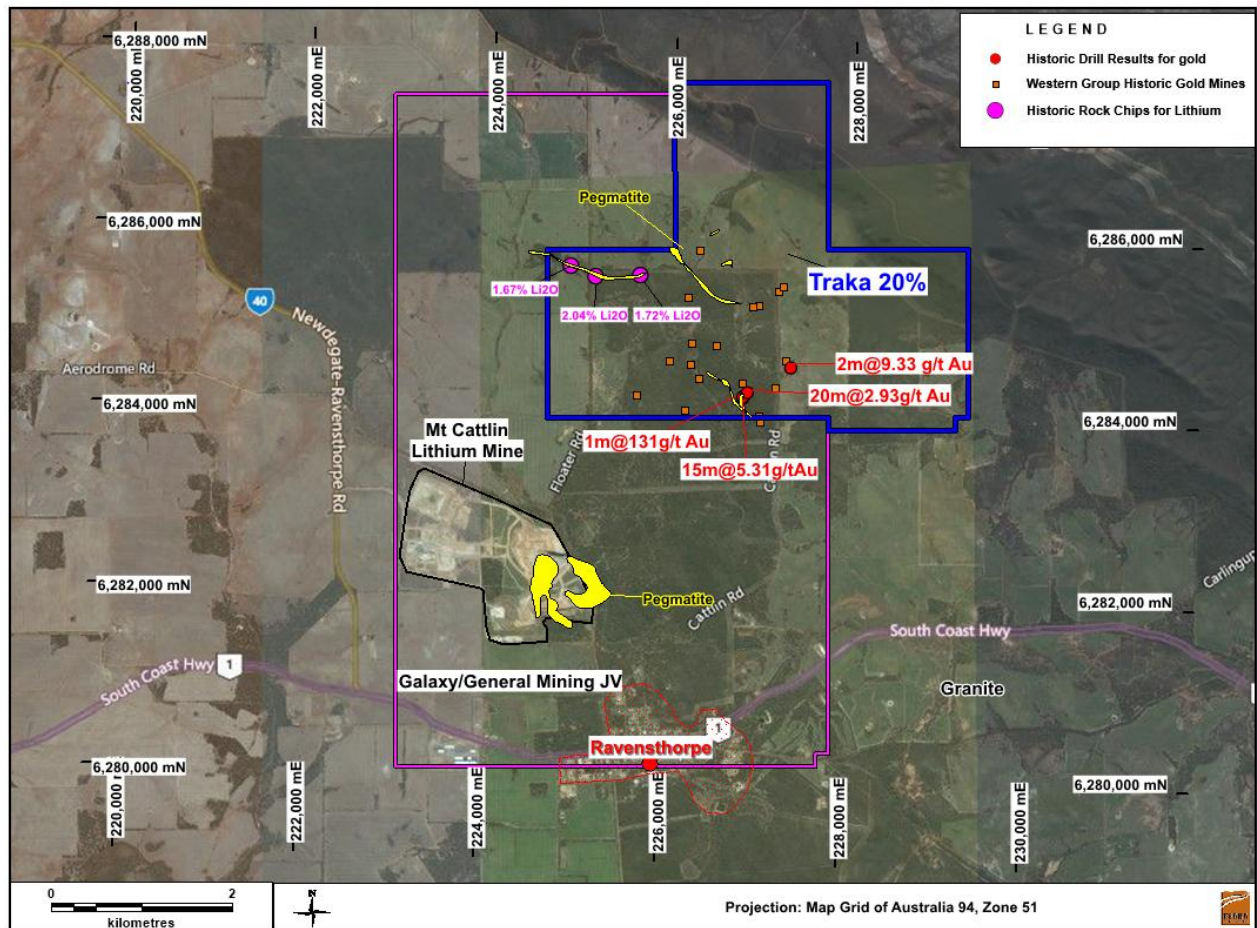 LEGEND
Historic Drill Results for gold
Western Group Historic Gold Mines
Historic Rock Chips for Lithium
6,288,000 mN
220,000 mE
222,000 mE
224,000 mE
226,000 mE
228,000 mE
6,286,000 mN
Pegmatite
6,286,000 mN
1.67% Li2O
2.04% Li2O
1.72% Li2O
Traka 20%
40
Newdegate-Ravensthorpe Rd
Aerodrome Rd
2m@9.33 g/t Au
20m@2.93g/t Au
6,284,000 mN
6,284,000 mN
Mt Cattlin
Lithium Mine
Floater Rd
1m@131g/t Au
15m@5.31g/tAu
6,282,000 mN
Pegmatite
Cattlin Rd
6,282,000 mN
South Coast Hwy
South Coast Hwy
1
Galaxy/General Mining JV
Granite
1
Ravensthorpe
6,280,000 mN
6,280,000 mN
220,000 mE
222,000 mE
224,000 mE
226,000 mE
228,000 mE
230,000 mE
0 2
kilometres
N
Projection: Map Grid of Australia 94, Zone 51